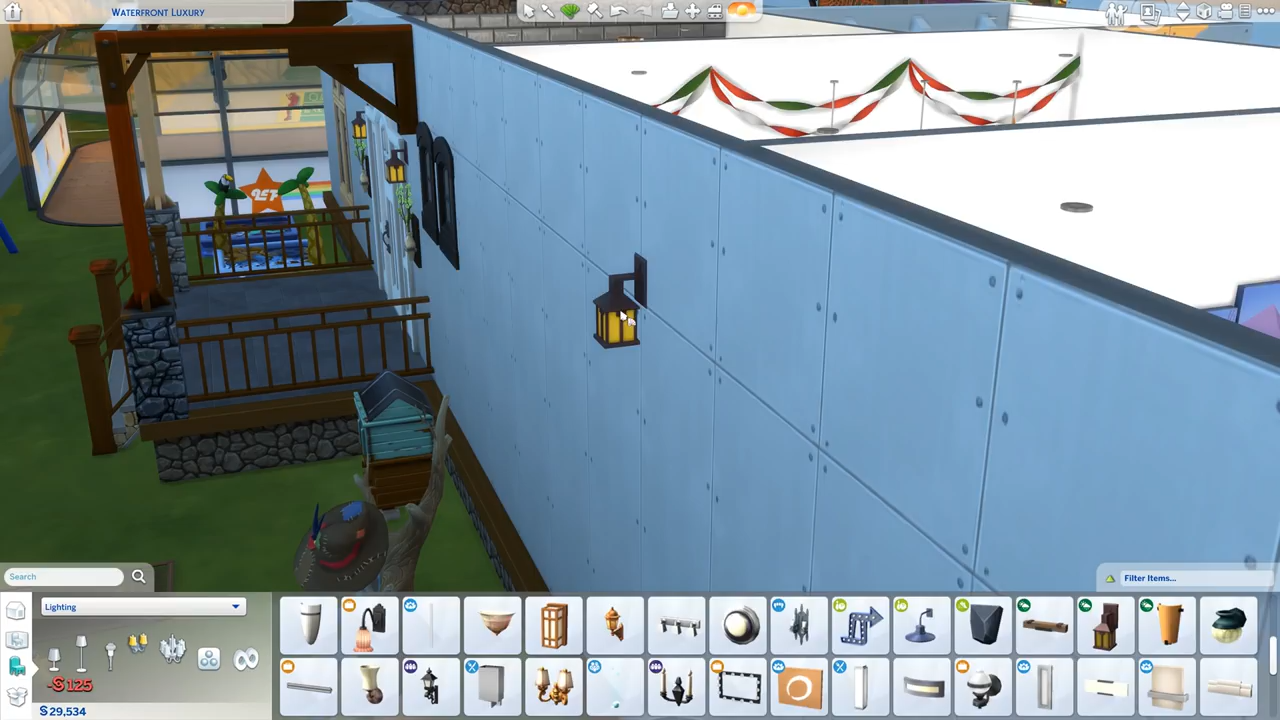 Waterfront Luxury
Search
Filter Items...
Lighting
-§125
§29,534